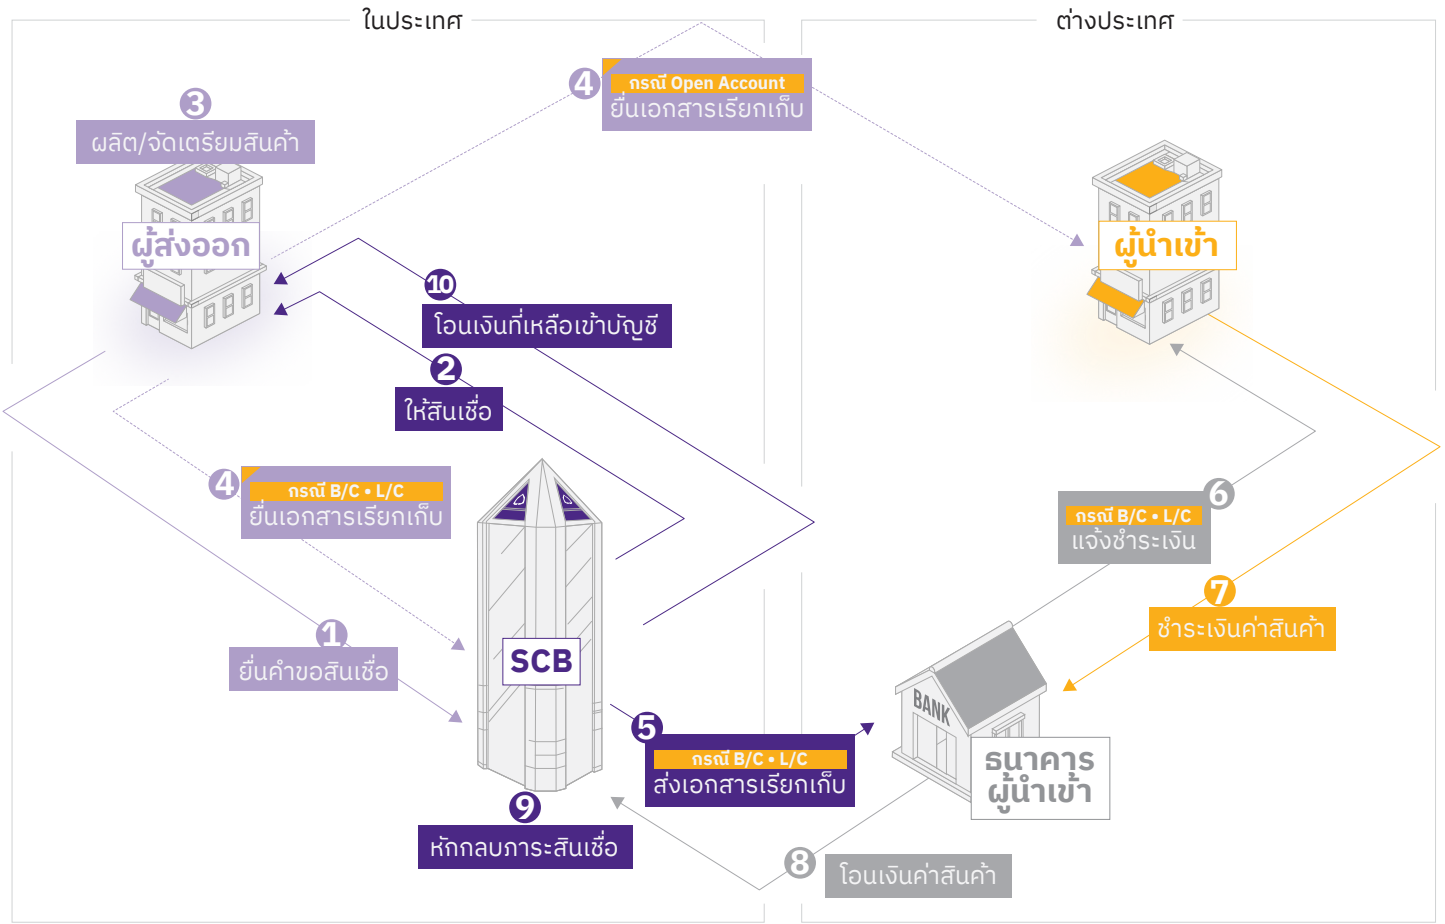 ในประเทศ
ต่างประเทศ
4
กรณี Open Account
ยื่นเอกสารเรียกเก็บ
3
ผลิต/จัดเตรียมสินค้า
ผู้ส่งออก
ผู้นำเข้า
10
โอนเงินที่เหลือเข้าบัญชี
2
ให้สินเชื่อ
4
กรณี B/C • L/C
ยื่นเอกสารเรียกเก็บ
6
กรณี B/C • L/C
แจ้งชำระเงิน
7
ชำระเงินค่าสินค้า
1
ยื่นคำขอสินเชื่อ
SCB
BANK
5
กรณี B/C • L/C
ส่งเอกสารเรียกเก็บ
ธนาคาร
ผู้นำเข้า
9
หักกลบภาระสินเชื่อ
8
โอนเงินค่าสินค้า